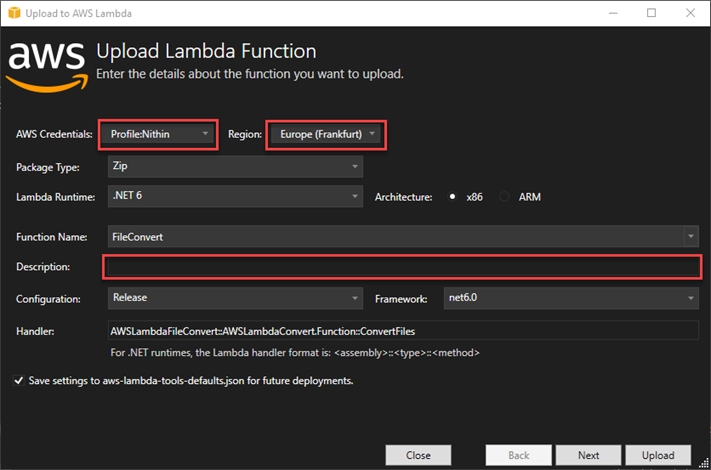 Upload to AWS Lambda
aws
Upload Lambda Function
Enter the details about the function you want to upload.
AWS Credentials: Profile:Nithin Region: Europe (Frankfurt)
Package Type: Zip
Lambda Runtime: .NET 6 Architecture: x86 ARM
Function Name: FileConvert
Description:
Configuration: Release Framework: net6.0
Handler: AWSLambdaFileConvert::AWSLambdaConvert.Function::ConvertFiles
For .NET runtimes, the Lambda handler format is: <assembly>::<type>::<method>
Save settings to aws-lambda-tools-defaults.json for future deployments.
Close Back Next Upload